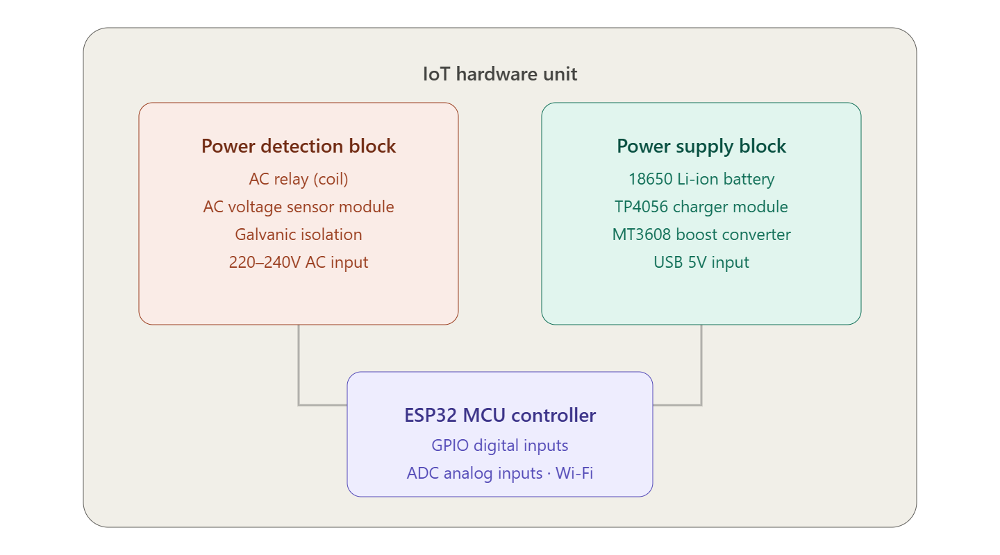 IoT hardware unit
Power detection block
AC relay (coil)
AC voltage sensor module
Galvanic isolation
220–240V AC input
Power supply block
18650 Li-ion battery
TP4056 charger module
MT3608 boost converter
USB 5V input
ESP32 MCU controller
GPIO digital inputs
ADC analog inputs · Wi-Fi